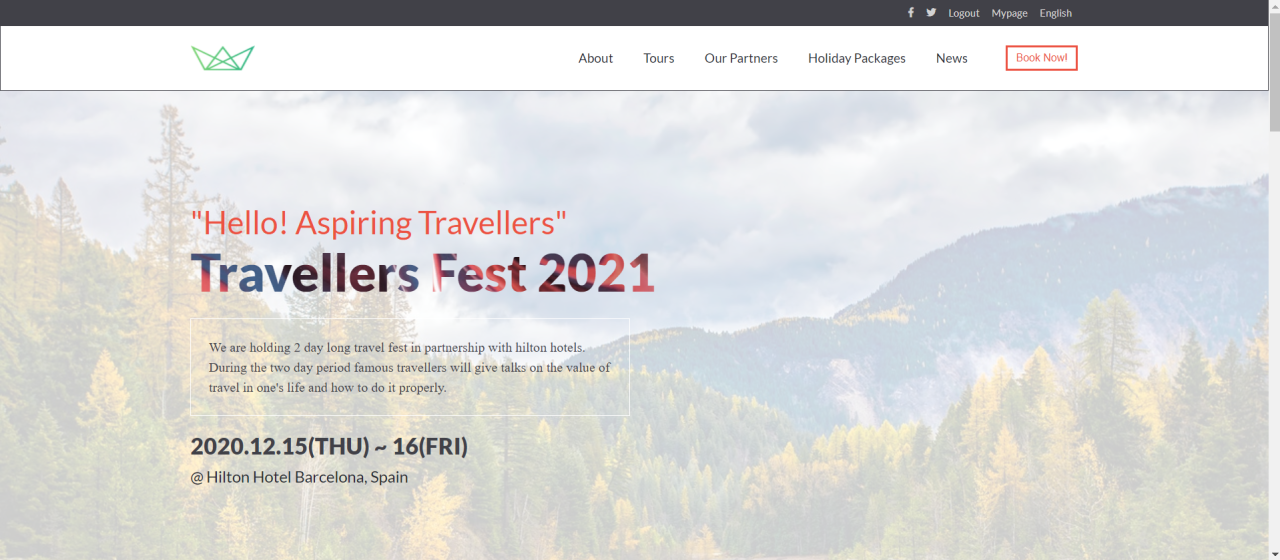 Logout Mypage English
About Tours Our Partners Holiday Packages News Book Now!
"Hello! Aspiring Travellers"
Travellers Fest 2021
We are holding 2 day long travel fest in partnership with hilton hotels.
During the two day period famous travellers will give talks on the value of
travel in one's life and how to do it properly.
2020.12.15(THU) ~ 16(FRI)
@ Hilton Hotel Barcelona, Spain